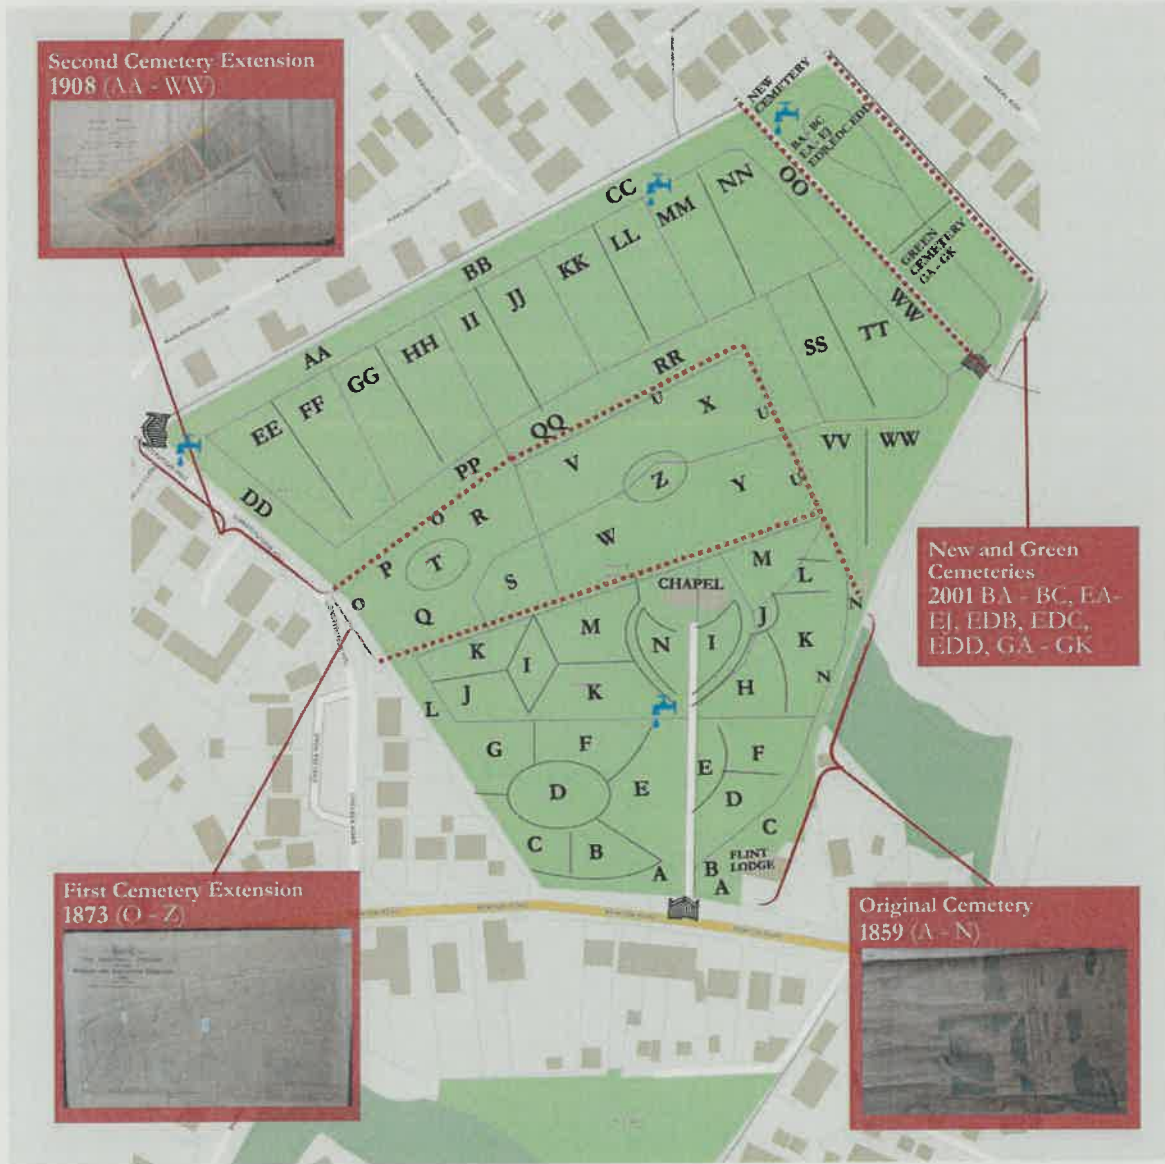 Second Cemetery Extension
1908 (AA - WW)
NEW
CEMETERY
BA - BC
EA - EJ
EDB, EDC, EDD
OO
GREEN
CEMETERY
GA - GK
WW
CC
NN
MM
LL
KK
BB
JJ
II
HH
AA
GG
FF
EE
DD
TT
SS
RR
QQ
PP
VV
WW
U
X
U
V
Z
Y
U
O
R
W
T
P
S
O
Q
M
L
CHAPEL
Z
J
M
K
N
I
K
I
J
K
H
N
L
G
F
F
E
D
E
D
C
C
B
FLINT
LODGE
B
A
A
New and Green
Cemeteries
2001 BA - BC, EA-
EJ, EDB, EDC,
EDD, GA - GK
First Cemetery Extension
1873 (O - Z)
Original Cemetery
1859 (A - N)